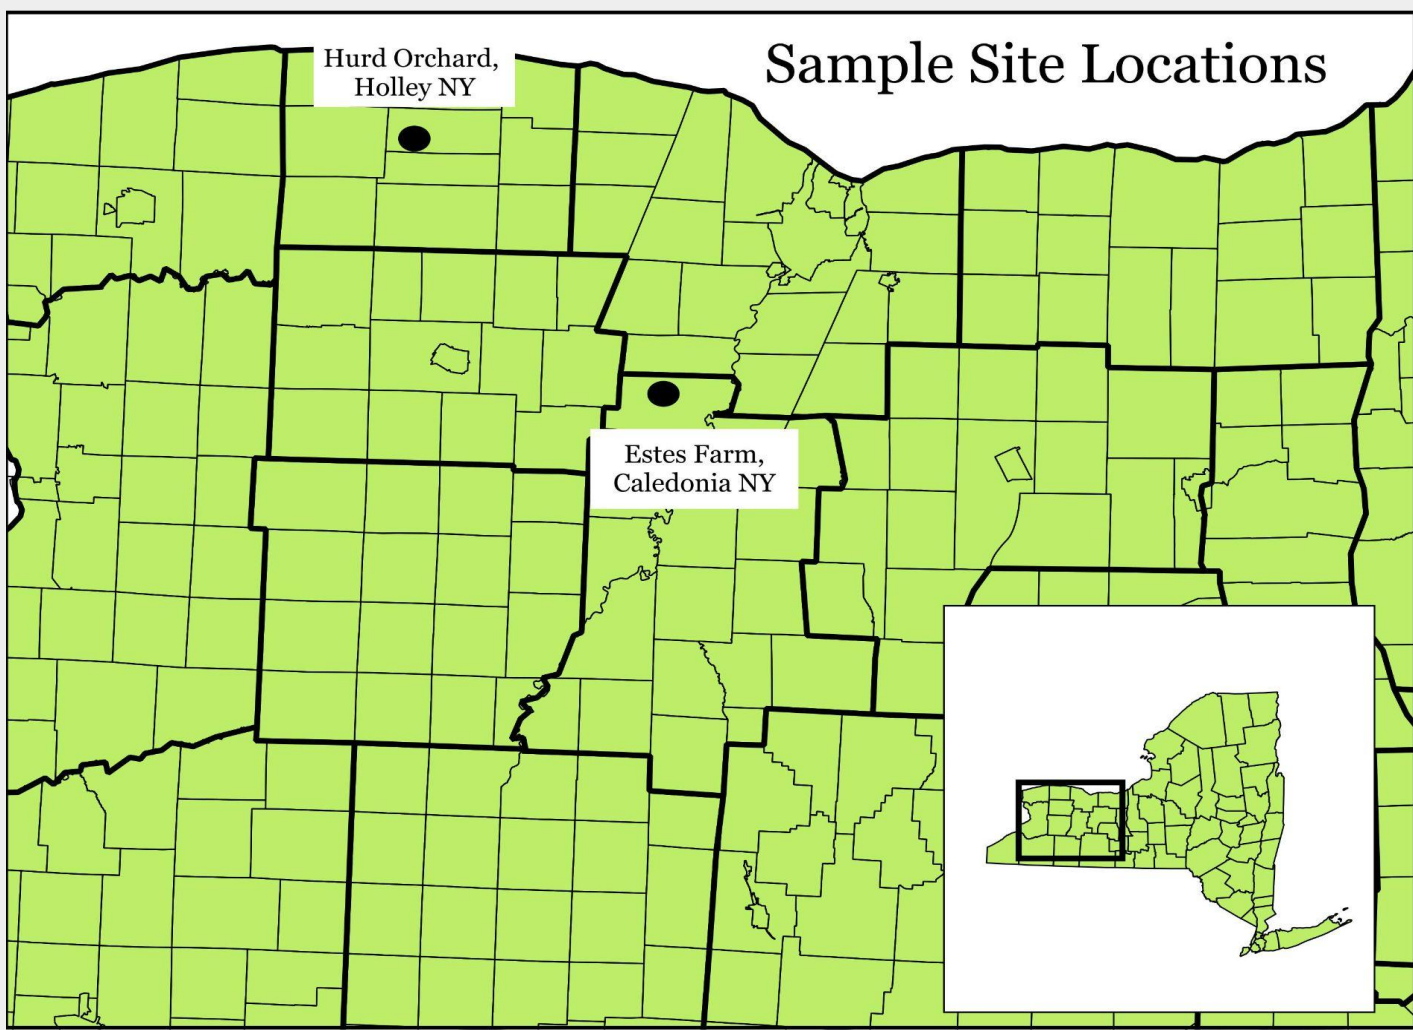 Hurd Orchard,
Holley NY
Sample Site Locations
Estes Farm,
Caledonia NY